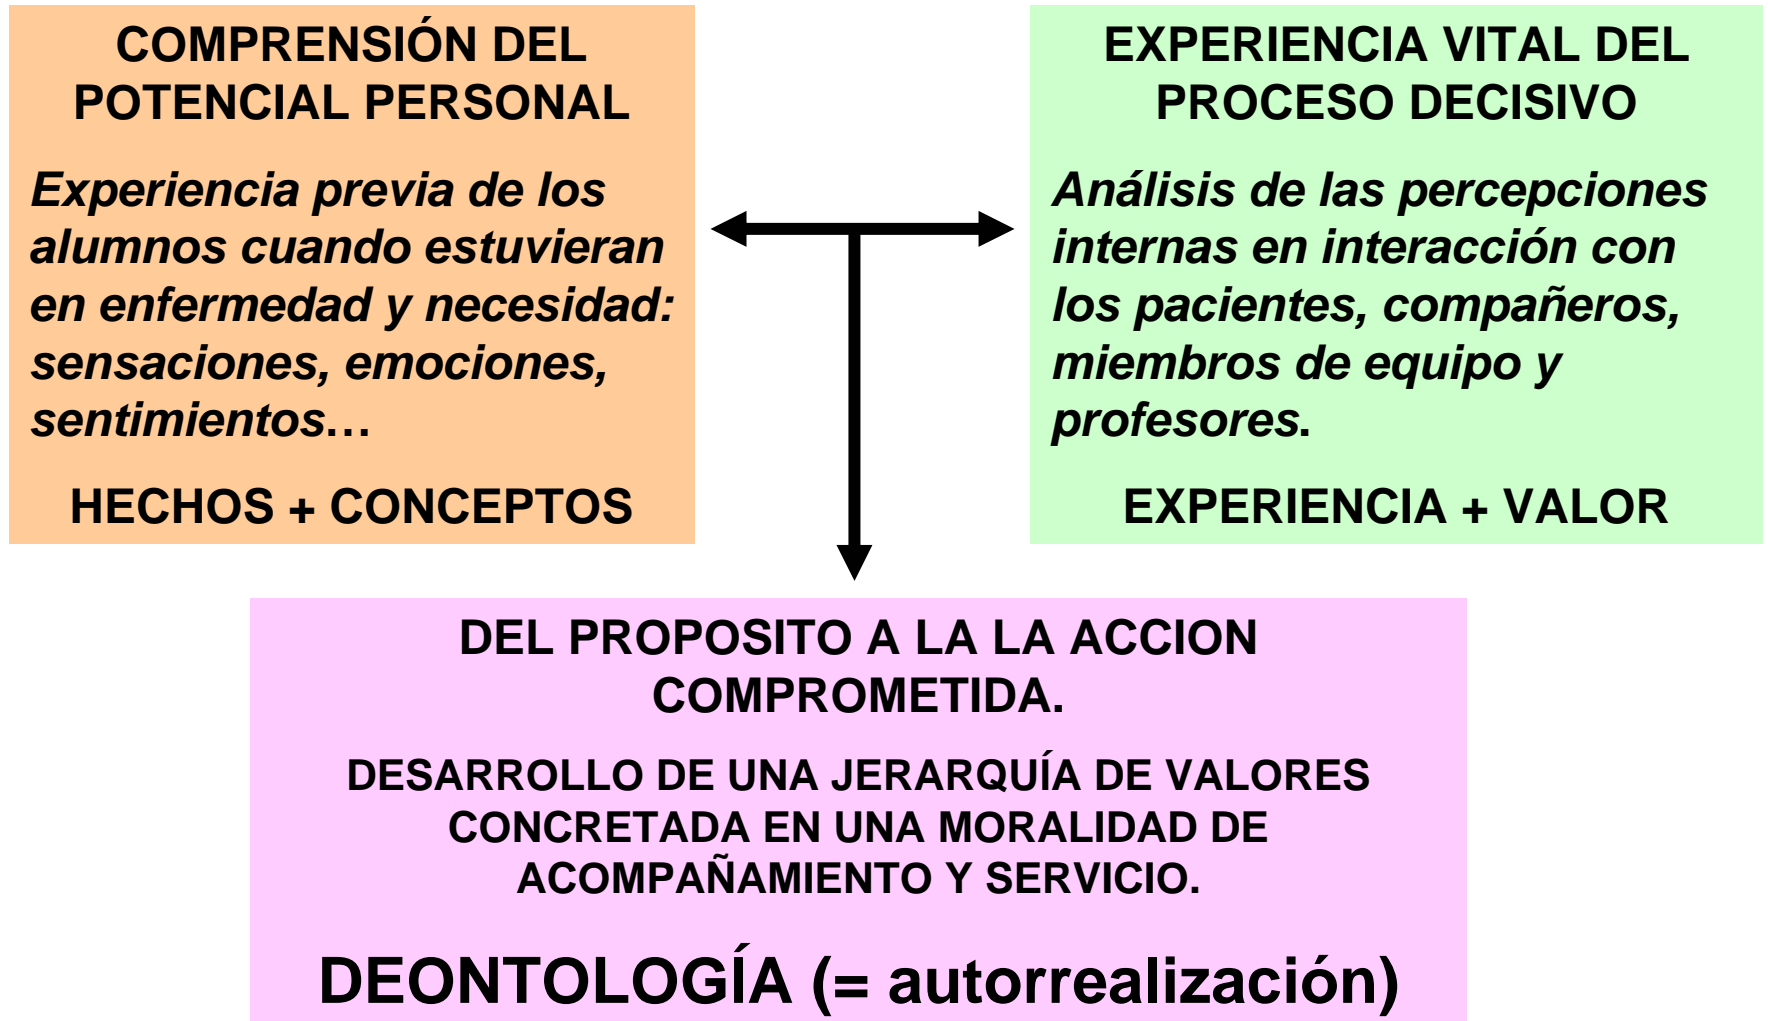 COMPRENSIÓN DEL
POTENCIAL PERSONAL
Experiencia previa de los
alumnos cuando estuvieran
en enfermedad y necesidad:
sensaciones, emociones,
sentimientos…
HECHOS + CONCEPTOS
EXPERIENCIA VITAL DEL
PROCESO DECISIVO
Análisis de las percepciones
internas en interacción con
los pacientes, compañeros,
miembros de equipo y
profesores.
EXPERIENCIA + VALOR
DEL PROPOSITO A LA LA ACCION
COMPROMETIDA.
DESARROLLO DE UNA JERARQUÍA DE VALORES
CONCRETADA EN UNA MORALIDAD DE
ACOMPAÑAMIENTO Y SERVICIO.
DEONTOLOGÍA (= autorrealización)